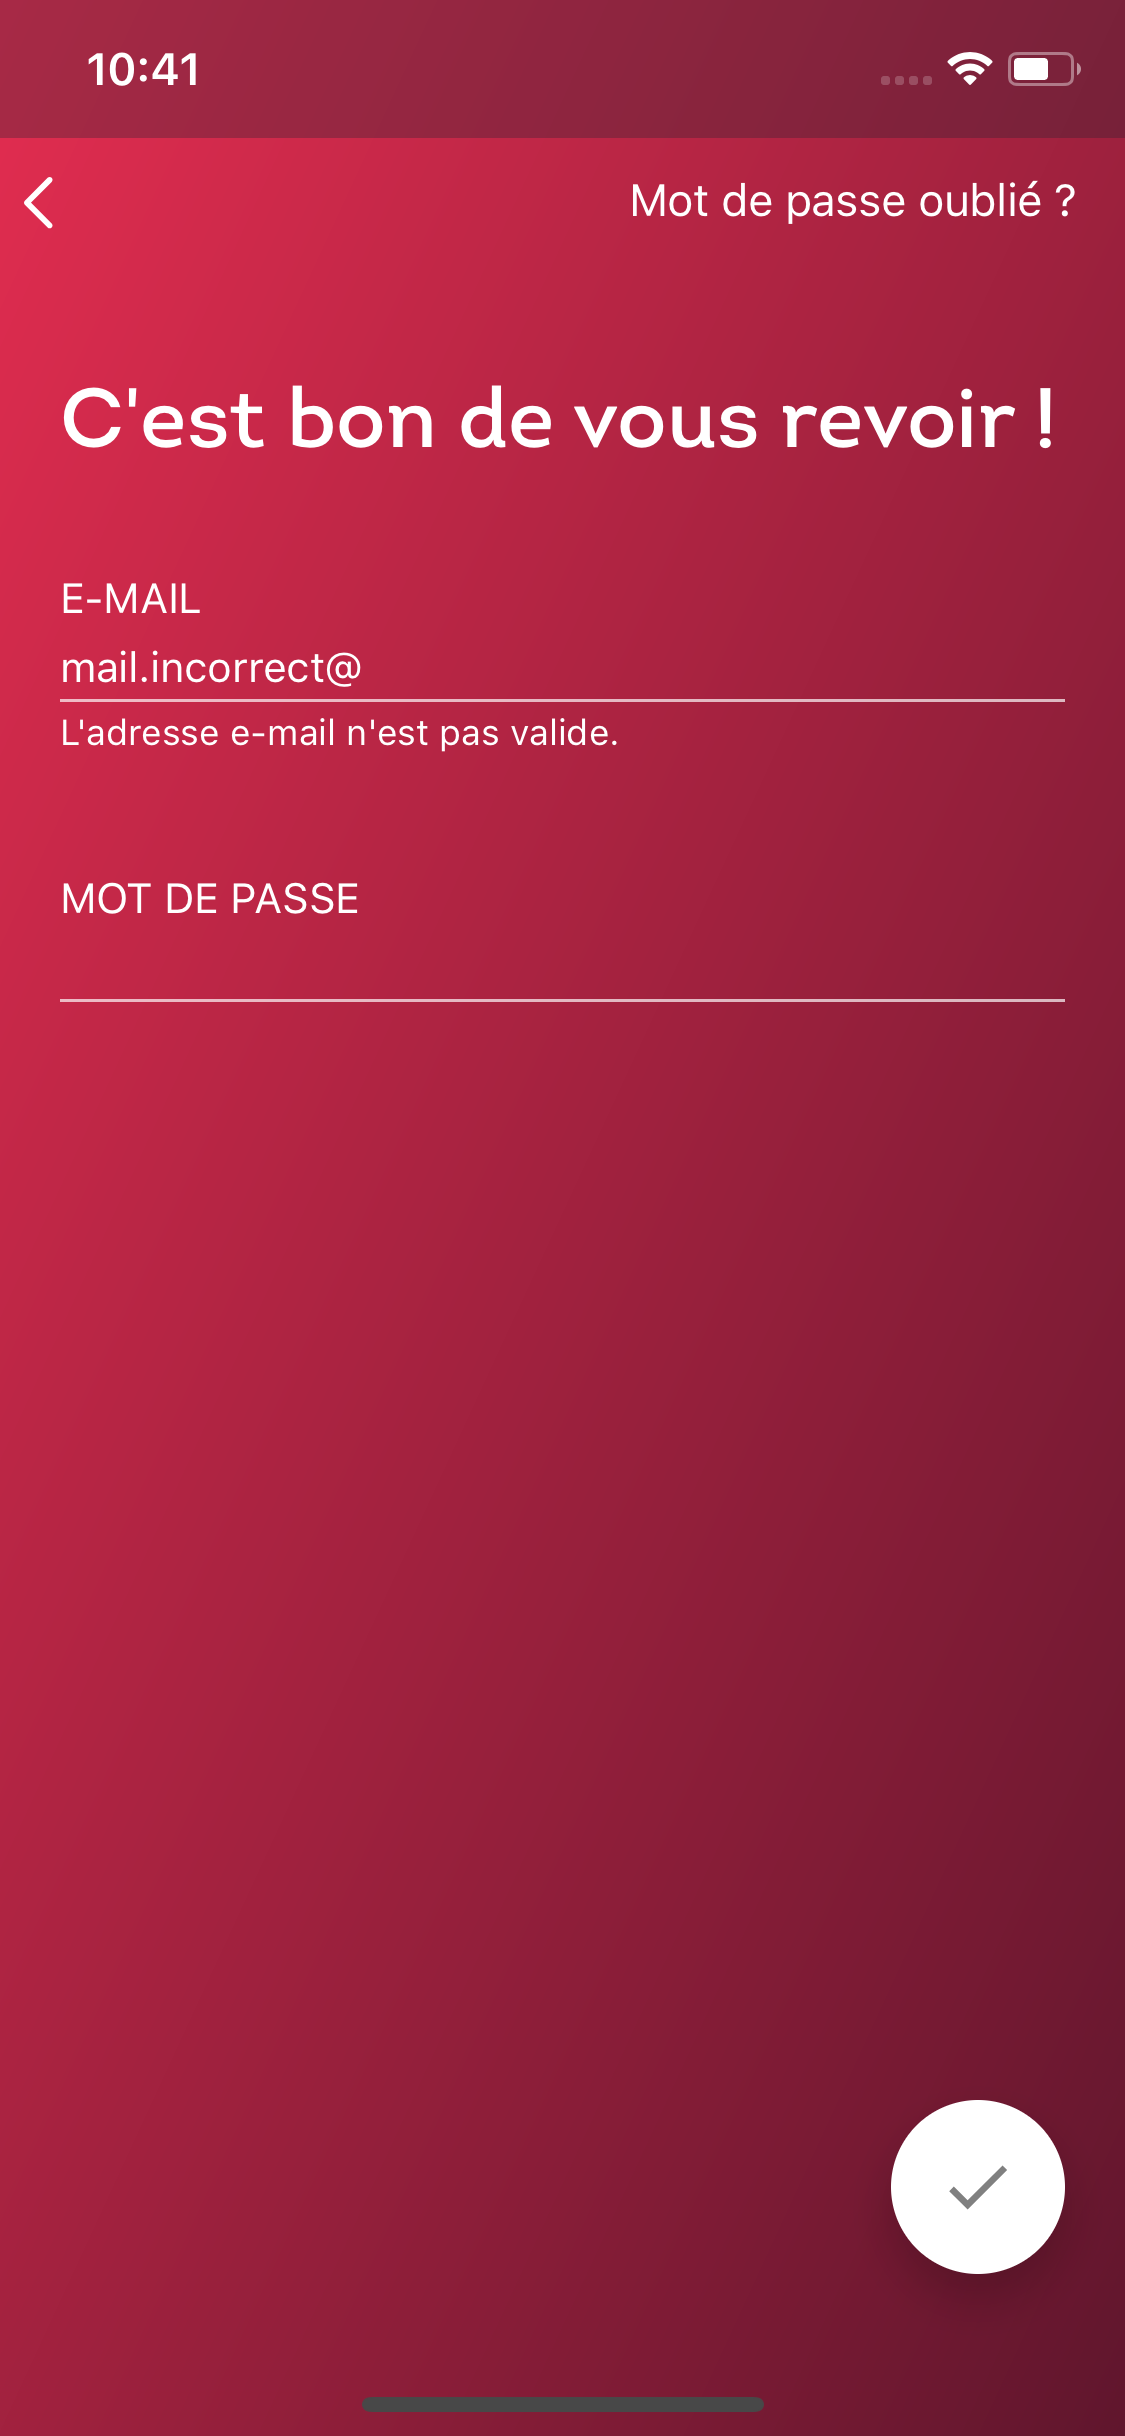 10:41
Mot de passe oublié ?
C'est bon de vous revoir !
E-MAIL
mail.incorrect@
L'adresse e-mail n'est pas valide.
MOT DE PASSE